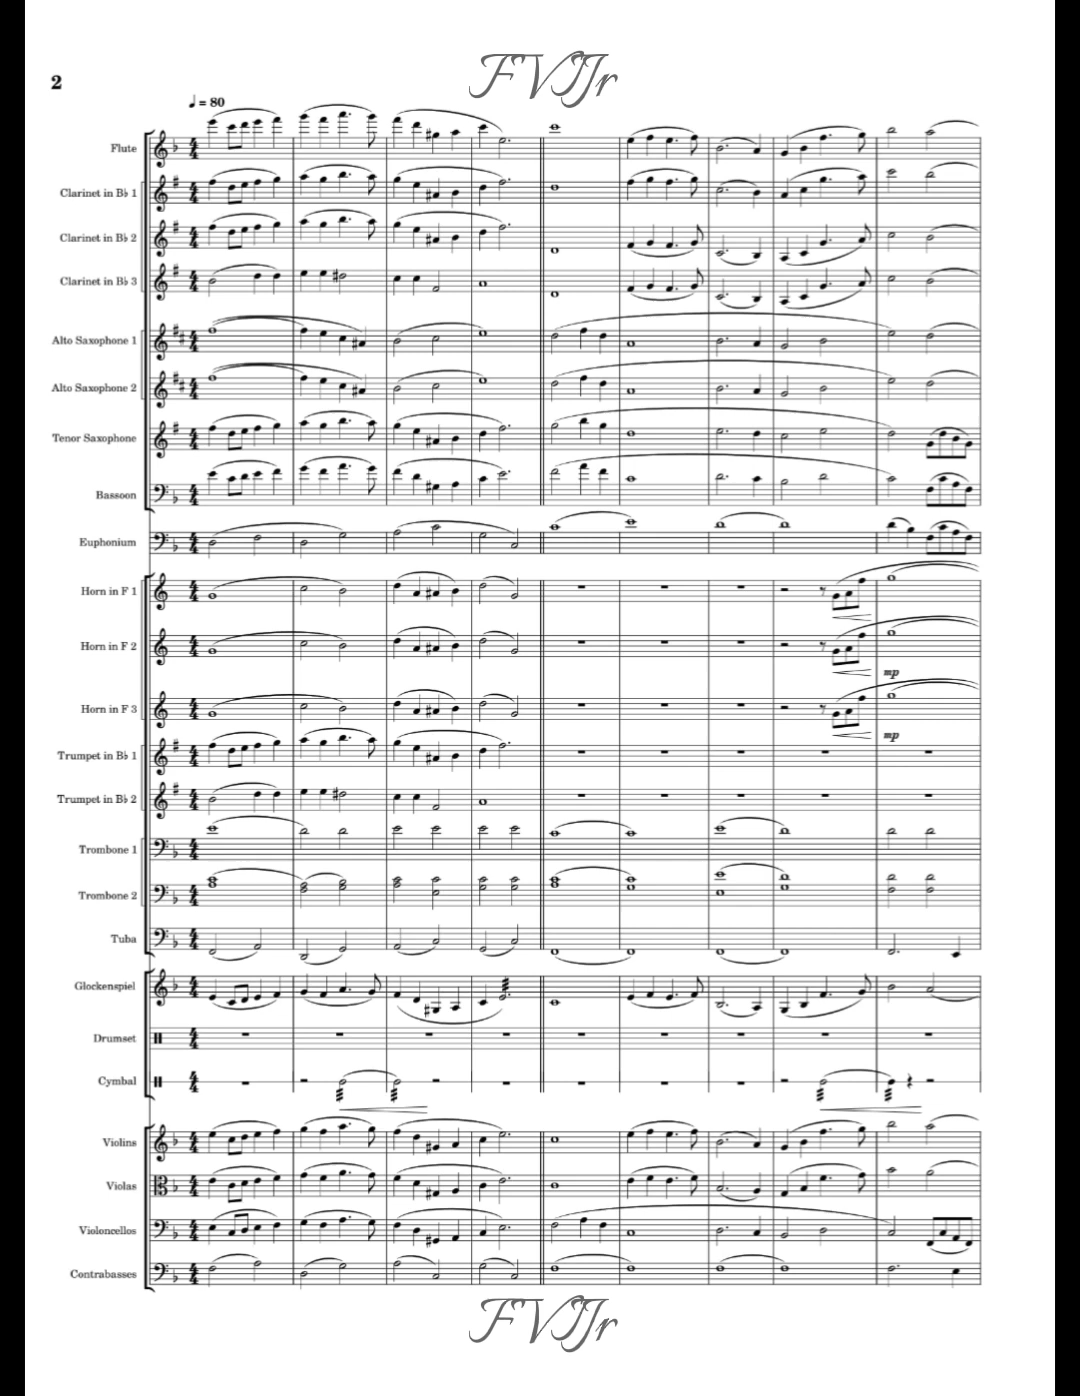 FVIJr
2
♩ = 80
Flute
Clarinet in B♭ 1
Clarinet in B♭ 2
Clarinet in B♭ 3
Alto Saxophone 1
Alto Saxophone 2
Tenor Saxophone
Bassoon
Euphonium
Horn in F 1
Horn in F 2
mp
Horn in F 3
mp
Trumpet in B♭ 1
Trumpet in B♭ 2
Trombone 1
Trombone 2
Tuba
Glockenspiel
Drumset
Cymbal
Violins
Violas
Violoncellos
Contrabasses
FVIJr